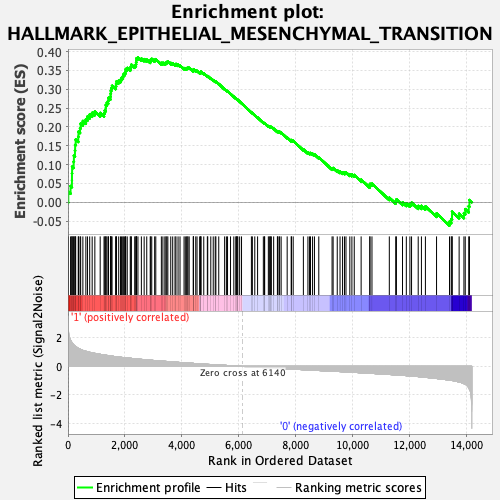 Enrichment plot:
HALLMARK_EPITHELIAL_MESENCHYMAL_TRANSITION
Enrichment score (ES)
0.40
0.35
0.30
0.25
0.20
0.15
0.10
0.05
0.00
-0.05
'1' (positively correlated)
Ranked list metric (Signal2Noise)
2
0
-2
-4
Zero cross at 6140
'0' (negatively correlated)
0 2,000 4,000 6,000 8,000 10,000 12,000 14,000
Rank in Ordered Dataset
Enrichment profile Hits Ranking metric scores